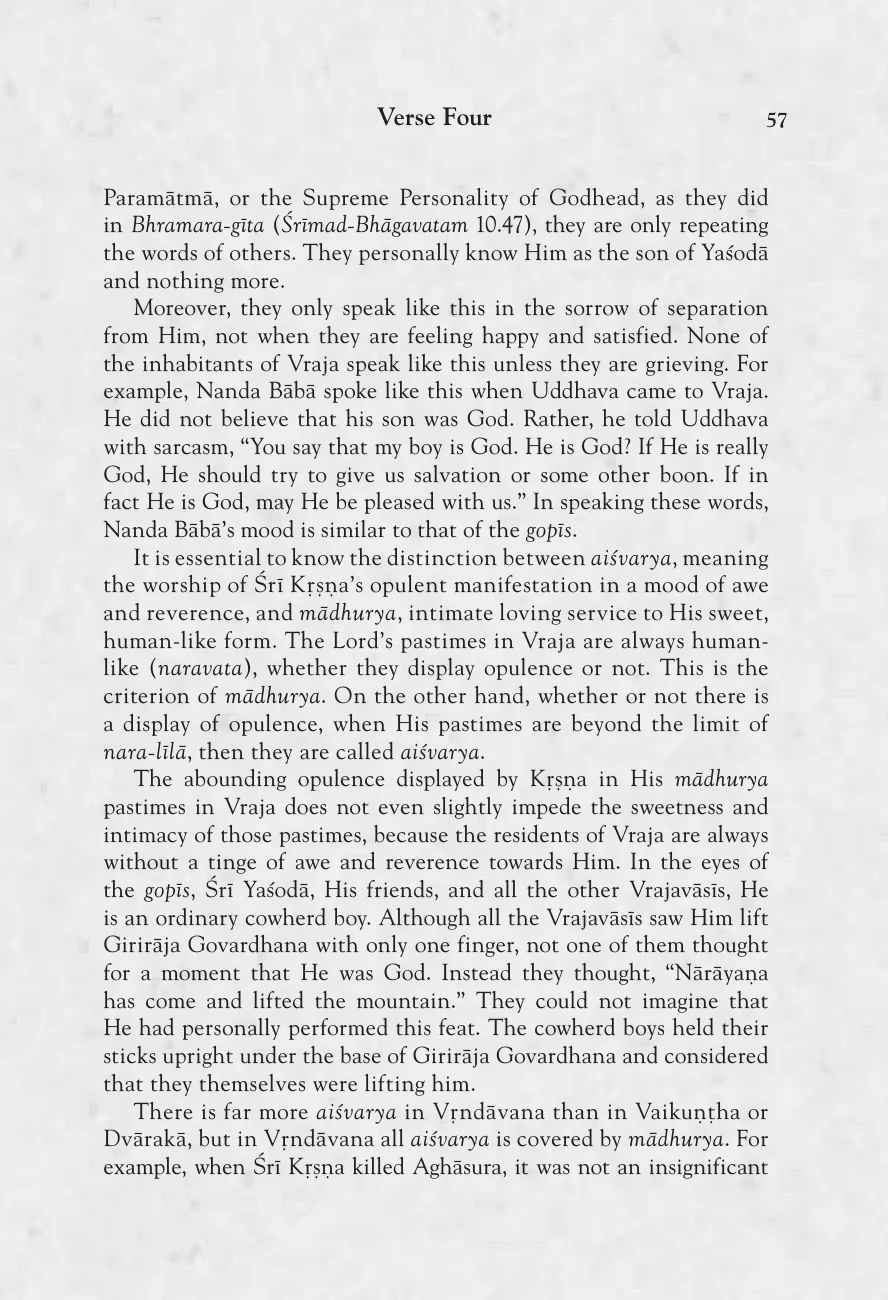 Verse Four 57
Paramātmā, or the Supreme Personality of Godhead, as they did
in Bhramara-gīta (Śrīmad-Bhāgavatam 10.47), they are only repeating
the words of others. They personally know Him as the son of Yaśodā
and nothing more.
Moreover, they only speak like this in the sorrow of separation
from Him, not when they are feeling happy and satisfied. None of
the inhabitants of Vraja speak like this unless they are grieving. For
example, Nanda Bābā spoke like this when Uddhava came to Vraja.
He did not believe that his son was God. Rather, he told Uddhava
with sarcasm, “You say that my boy is God. He is God? If He is really
God, He should try to give us salvation or some other boon. If in
fact He is God, may He be pleased with us.” In speaking these words,
Nanda Bābā’s mood is similar to that of the gopīs.
It is essential to know the distinction between aiśvarya, meaning
the worship of Śrī Kṛṣṇa’s opulent manifestation in a mood of awe
and reverence, and mādhurya, intimate loving service to His sweet,
human-like form. The Lord’s pastimes in Vraja are always human-
like (naravata), whether they display opulence or not. This is the
criterion of mādhurya. On the other hand, whether or not there is
a display of opulence, when His pastimes are beyond the limit of
nara-līlā, then they are called aiśvarya.
The abounding opulence displayed by Kṛṣṇa in His mādhurya
pastimes in Vraja does not even slightly impede the sweetness and
intimacy of those pastimes, because the residents of Vraja are always
without a tinge of awe and reverence towards Him. In the eyes of
the gopīs, Śrī Yaśodā, His friends, and all the other Vrajavāsīs, He
is an ordinary cowherd boy. Although all the Vrajavāsīs saw Him lift
Girirāja Govardhana with only one finger, not one of them thought
for a moment that He was God. Instead they thought, “Nārāyaṇa
has come and lifted the mountain.” They could not imagine that
He had personally performed this feat. The cowherd boys held their
sticks upright under the base of Girirāja Govardhana and considered
that they themselves were lifting him.
There is far more aiśvarya in Vṛndāvana than in Vaikuṇṭha or
Dvārakā, but in Vṛndāvana all aiśvarya is covered by mādhurya. For
example, when Śrī Kṛṣṇa killed Aghāsura, it was not an insignificant